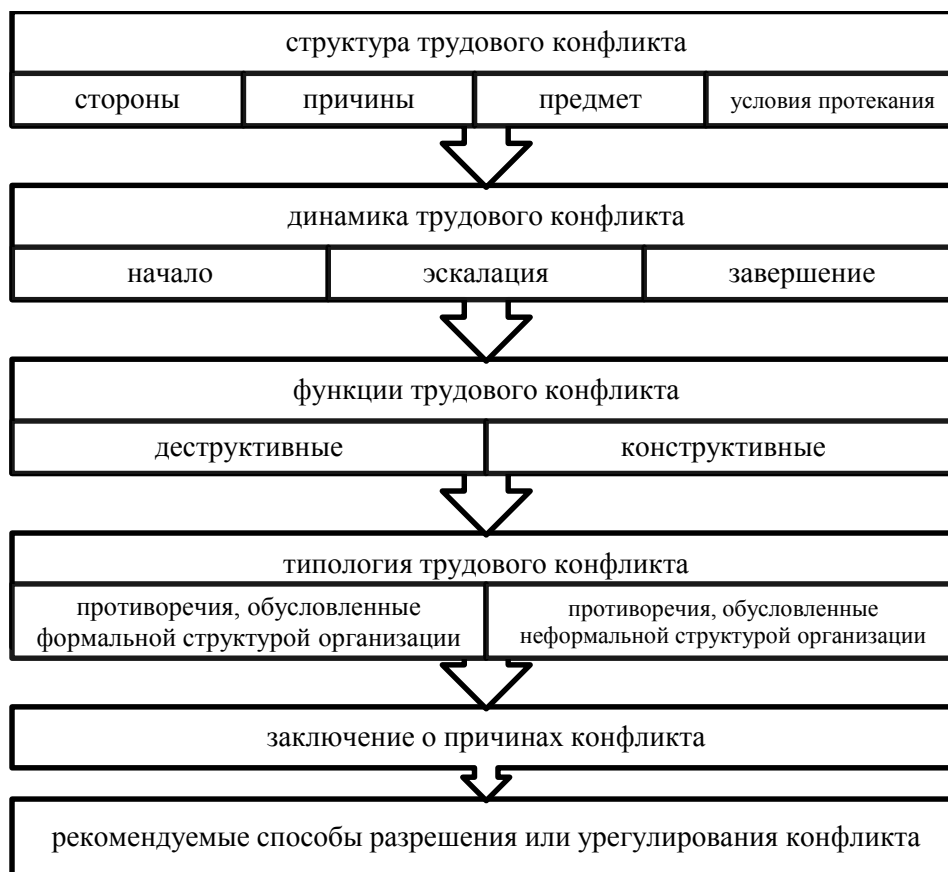 структура трудового конфликта
стороны
причины
предмет
условия протекания
динамика трудового конфликта
начало
эскалация
завершение
функции трудового конфликта
деструктивные
конструктивные
типология трудового конфликта
противоречия, обусловленные
формальной структурой организации
противоречия, обусловленные
неформальной структурой организации
заключение о причинах конфликта
рекомендуемые способы разрешения или урегулирования конфликта